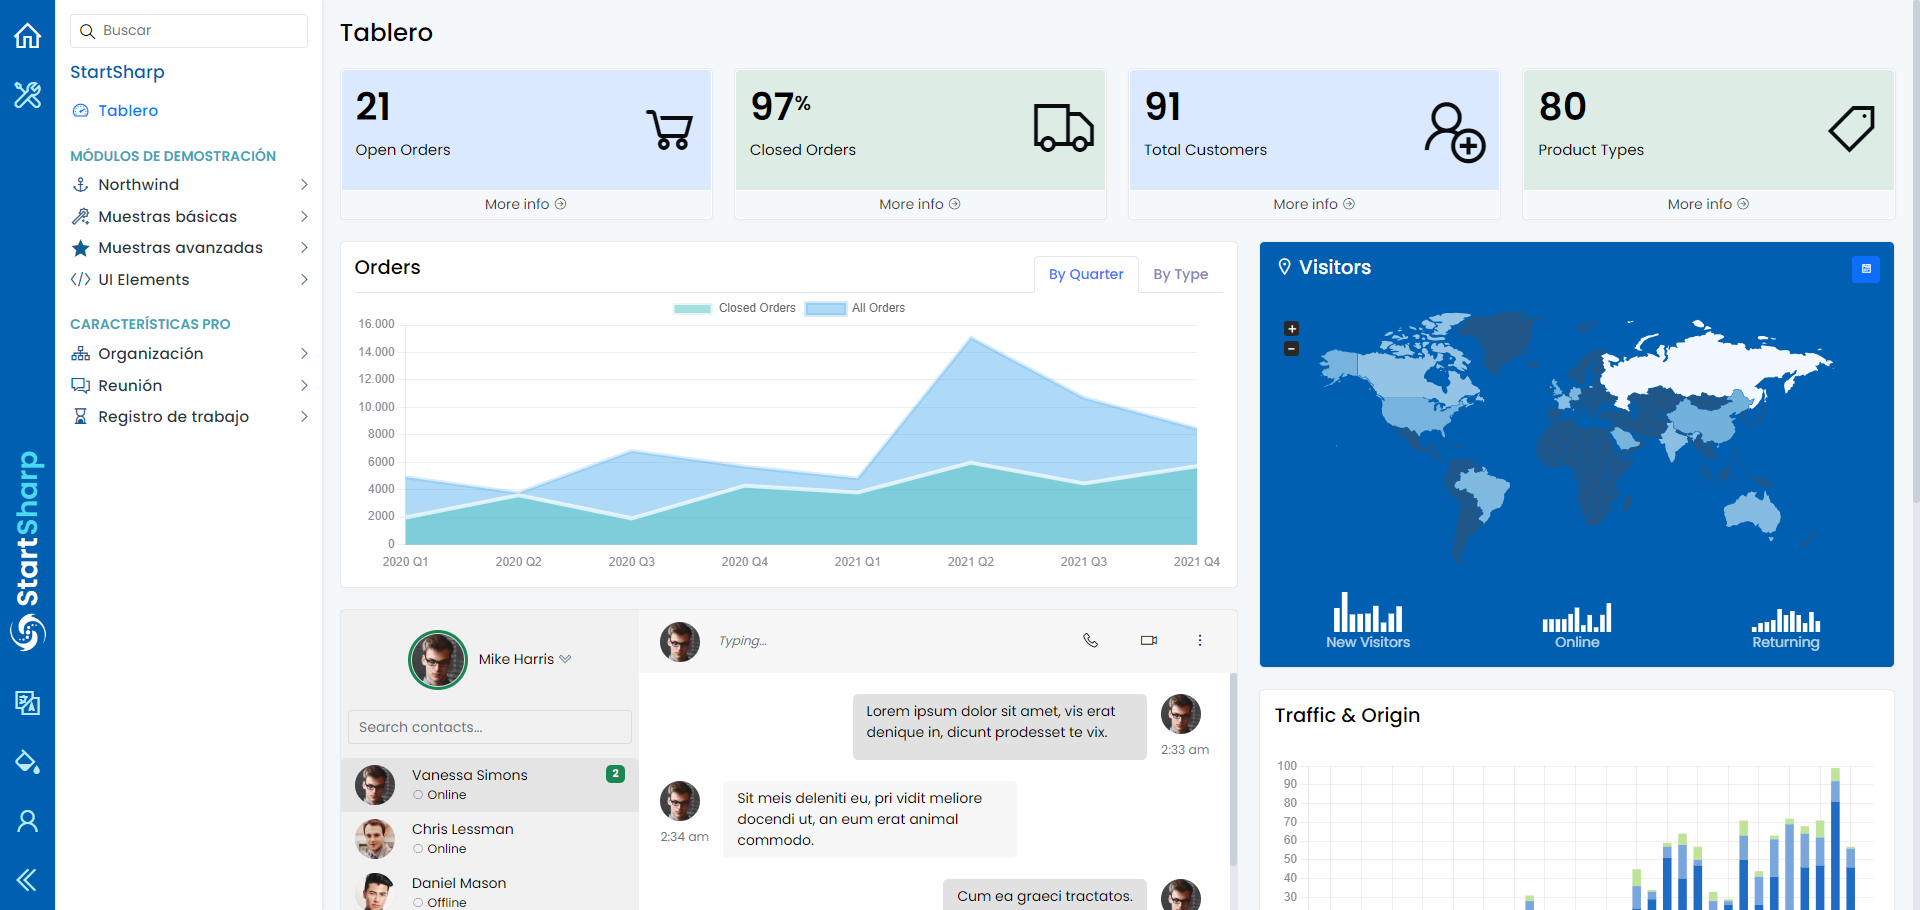 Buscar
StartSharp
Tablero
MÓDULOS DE DEMOSTRACIÓN
Northwind
Muestras básicas
Muestras avanzadas
UI Elements
CARACTERÍSTICAS PRO
Organización
Reunión
Registro de trabajo
StartSharp
Tablero
21
Open Orders
More info
97%
Closed Orders
More info
91
Total Customers
More info
80
Product Types
More info
Orders
By Quarter
By Type
Closed Orders
All Orders
16.000
14.000
12.000
10.000
8000
6000
4000
2000
0
2020 Q1
2020 Q2
2020 Q3
2020 Q4
2021 Q1
2021 Q2
2021 Q3
2021 Q4
Visitors
+
−
New Visitors
Online
Returning
Mike Harris
Search contacts...
Vanessa Simons
2
Online
Chris Lessman
Online
Daniel Mason
Offline
Typing...
Lorem ipsum dolor sit amet, vis erat
denique in, dicunt prodesset te vix.
2:33 am
Sit meis deleniti eu, pri vidit meliore
docendi ut, an eum erat animal
commodo.
2:34 am
Cum ea graeci tractatos.
Traffic & Origin
100
90
80
70
60
50
40
30